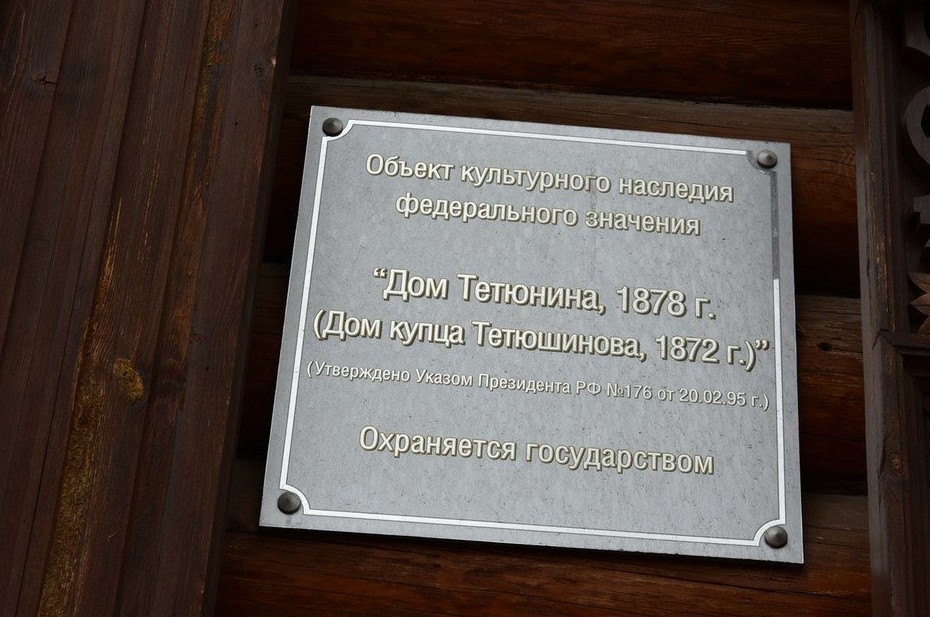 Объект культурного наследия
федерального значения
“Дом Тетюнина, 1878 г.
(Дом купца Тетюшинова, 1872 г.)”
(Утверждено Указом Президента РФ №176 от 20.02.95 г.)
Охраняется государством